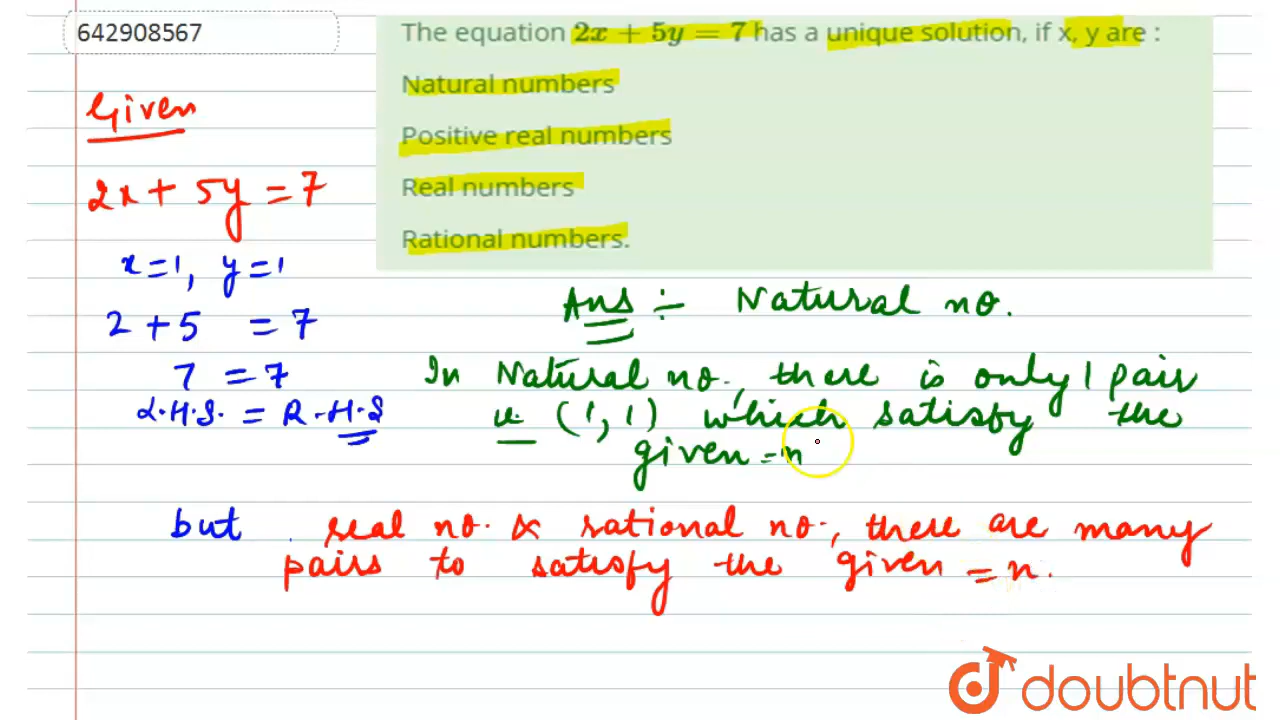 642908567
The equation 2x + 5y = 7 has a unique solution, if x, y are :
Natural numbers
Positive real numbers
Real numbers
Rational numbers.
Given
2x + 5y = 7
x = 1, y = 1
2 + 5 = 7
7 = 7
L.H.S. = R.H.S
Ans :- Natural no.
In Natural no., there is only 1 pair
ie (1, 1) which satisfy the
given =n
but real no. & rational no., there are many
pairs to satisfy the given =n.
doubtnut